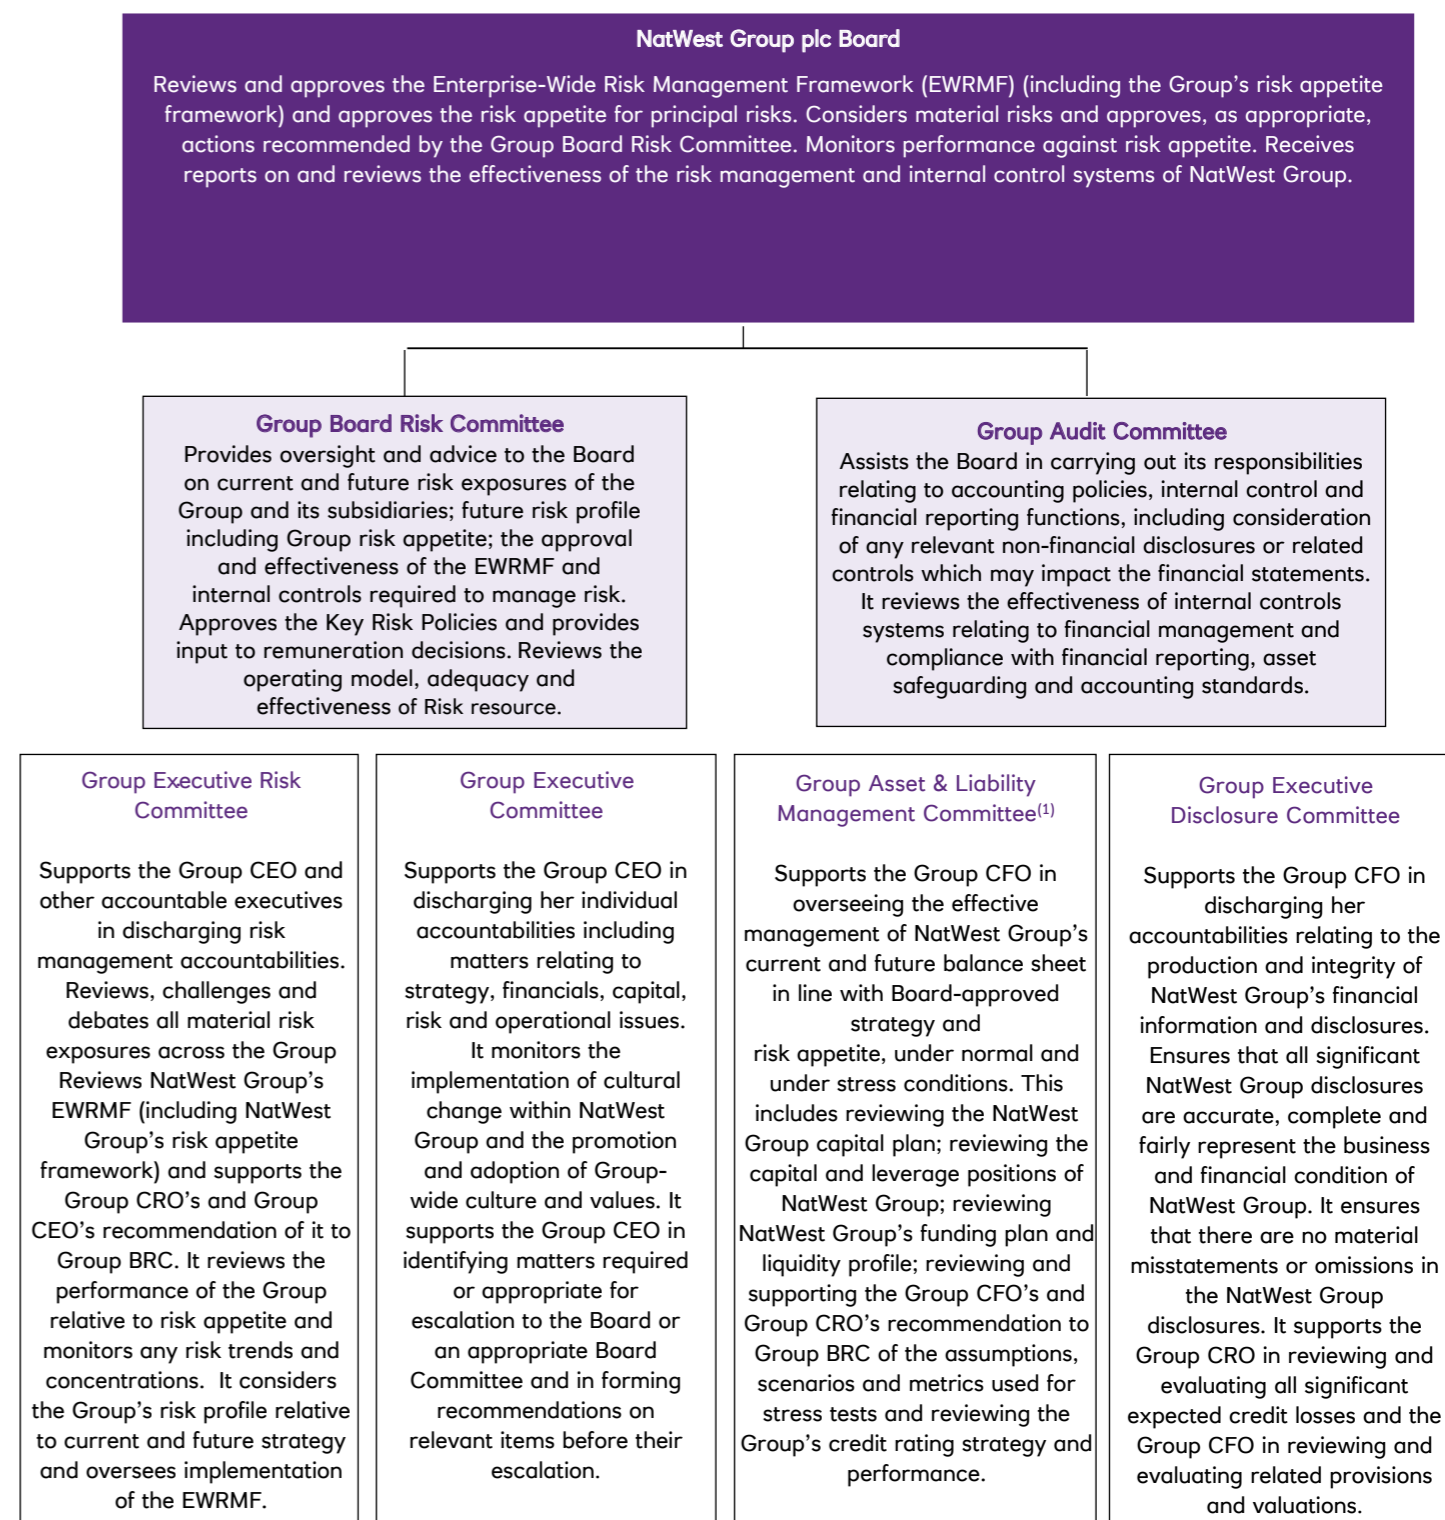 NatWest Group plc Board
Reviews and approves the Enterprise-Wide Risk Management Framework (EWRMF) (including the Group's risk appetite
framework) and approves the risk appetite for principal risks. Considers material risks and approves, as appropriate,
actions recommended by the Group Board Risk Committee. Monitors performance against risk appetite. Receives
reports on and reviews the effectiveness of the risk management and internal control systems of NatWest Group.
Group Board Risk Committee
Provides oversight and advice to the Board
on current and future risk exposures of the
Group and its subsidiaries; future risk profile
including Group risk appetite; the approval
and effectiveness of the EWRMF and
internal controls required to manage risk.
Approves the Key Risk Policies and provides
input to remuneration decisions. Reviews the
operating model, adequacy and
effectiveness of Risk resource.
Group Audit Committee
Assists the Board in carrying out its responsibilities
relating to accounting policies, internal control and
financial reporting functions, including consideration
of any relevant non-financial disclosures or related
controls which may impact the financial statements.
It reviews the effectiveness of internal controls
systems relating to financial management and
compliance with financial reporting, asset
safeguarding and accounting standards.
Group Executive Risk
Committee
Supports the Group CEO and
other accountable executives
in discharging risk
management accountabilities.
Reviews, challenges and
debates all material risk
exposures across the Group
Reviews NatWest Group's
EWRMF (including NatWest
Group's risk appetite
framework) and supports the
Group CRO's and Group
CEO's recommendation of it to
Group BRC. It reviews the
performance of the Group
relative to risk appetite and
monitors any risk trends and
concentrations. It considers
the Group's risk profile relative
to current and future strategy
and oversees implementation
of the EWRMF.
Group Executive
Committee
Supports the Group CEO in
discharging her individual
accountabilities including
matters relating to
strategy, financials, capital,
risk and operational issues.
It monitors the
implementation of cultural
change within NatWest
Group and the promotion
and adoption of Group-
wide culture and values. It
supports the Group CEO in
identifying matters required
or appropriate for
escalation to the Board or
an appropriate Board
Committee and in forming
recommendations on
relevant items before their
escalation.
Group Asset & Liability
Management Committee(1)
Supports the Group CFO in
overseeing the effective
management of NatWest Group's
current and future balance sheet
in line with Board-approved
strategy and
risk appetite, under normal and
under stress conditions. This
includes reviewing the NatWest
Group capital plan; reviewing the
capital and leverage positions of
NatWest Group; reviewing
NatWest Group's funding plan and
liquidity profile; reviewing and
supporting the Group CFO's and
Group CRO's recommendation to
Group BRC of the assumptions,
scenarios and metrics used for
stress tests and reviewing the
Group's credit rating strategy and
performance.
Group Executive
Disclosure Committee
Supports the Group CFO in
discharging her
accountabilities relating to the
production and integrity of
NatWest Group's financial
information and disclosures.
Ensures that all significant
NatWest Group disclosures
are accurate, complete and
fairly represent the business
and financial condition of
NatWest Group. It ensures
that there are no material
misstatements or omissions in
the NatWest Group
disclosures. It supports the
Group CRO in reviewing and
evaluating all significant
expected credit losses and the
Group CFO in reviewing and
evaluating related provisions
and valuations.